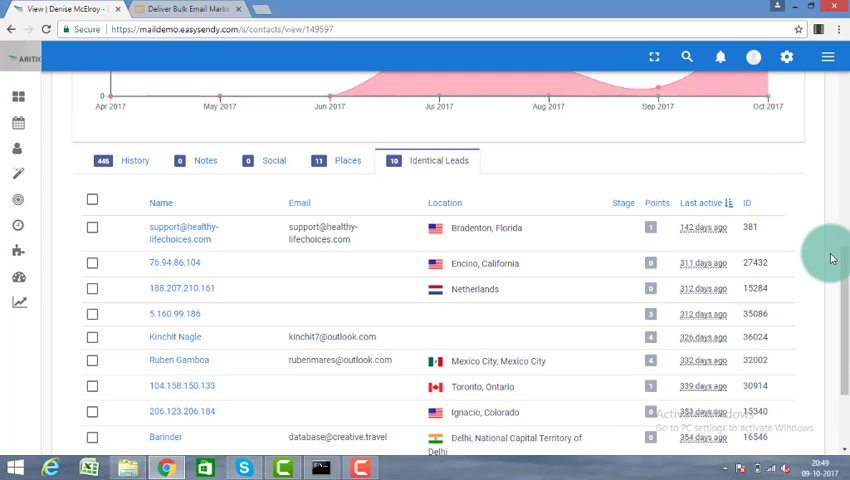 View | Denise McElroy - |
Deliver Bulk Email Marke
Secure
https://maildemo.easysendy.com/s/contacts/view/149597
ARITIC
0
Apr 2017
May 2017
Jun 2017
Jul 2017
Aug 2017
Sep 2017
Oct 2017
445 History
0 Notes
0 Social
11 Places
10 Identical Leads
Name
Email
Location
Stage
Points
Last active
ID
support@healthy-
lifechoices.com
support@healthy-
lifechoices.com
Bradenton, Florida
1
142 days ago
381
76.94.86.104
Encino, California
0
311 days ago
27432
188.207.210.161
Netherlands
0
312 days ago
15284
5.160.99.186
3
312 days ago
35086
Kinchit Nagle
kinchit7@outlook.com
4
326 days ago
36024
Ruben Gamboa
rubenmares@outlook.com
Mexico City, Mexico City
4
332 days ago
32002
104.158.150.133
Toronto, Ontario
1
339 days ago
30914
206.123.206.184
Ignacio, Colorado
0
353 days ago
15340
Activate Windows
Go to PC settings to activate Windows.
Barinder
database@creative.travel
Delhi, National Capital Territory of
Delhi
0
354 days ago
16546
20:49
09-10-2017